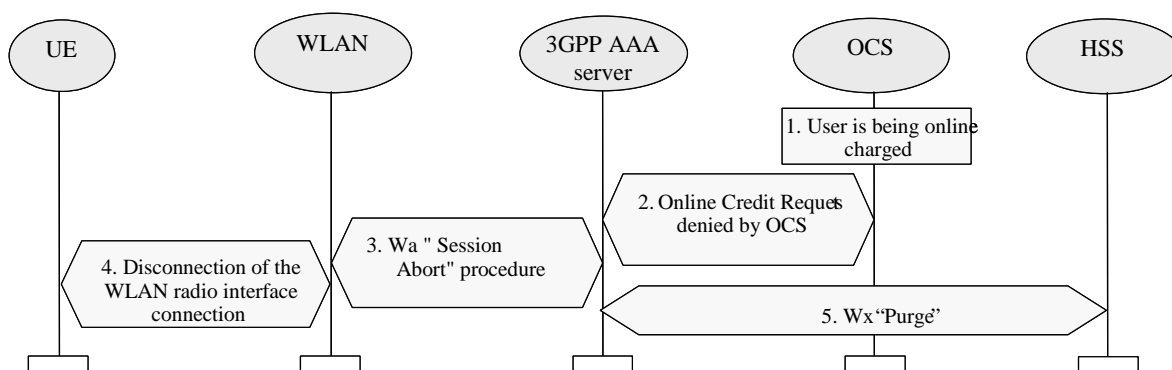 UE
WLAN
3GPP AAA
server
OCS
HSS
1. User is being online
charged
2. Online Credit Reques
denied by OCS
3. Wa " Session
Abort" procedure
4. Disconnection of the
WLAN radio interface
connection
5. Wx “Purge”